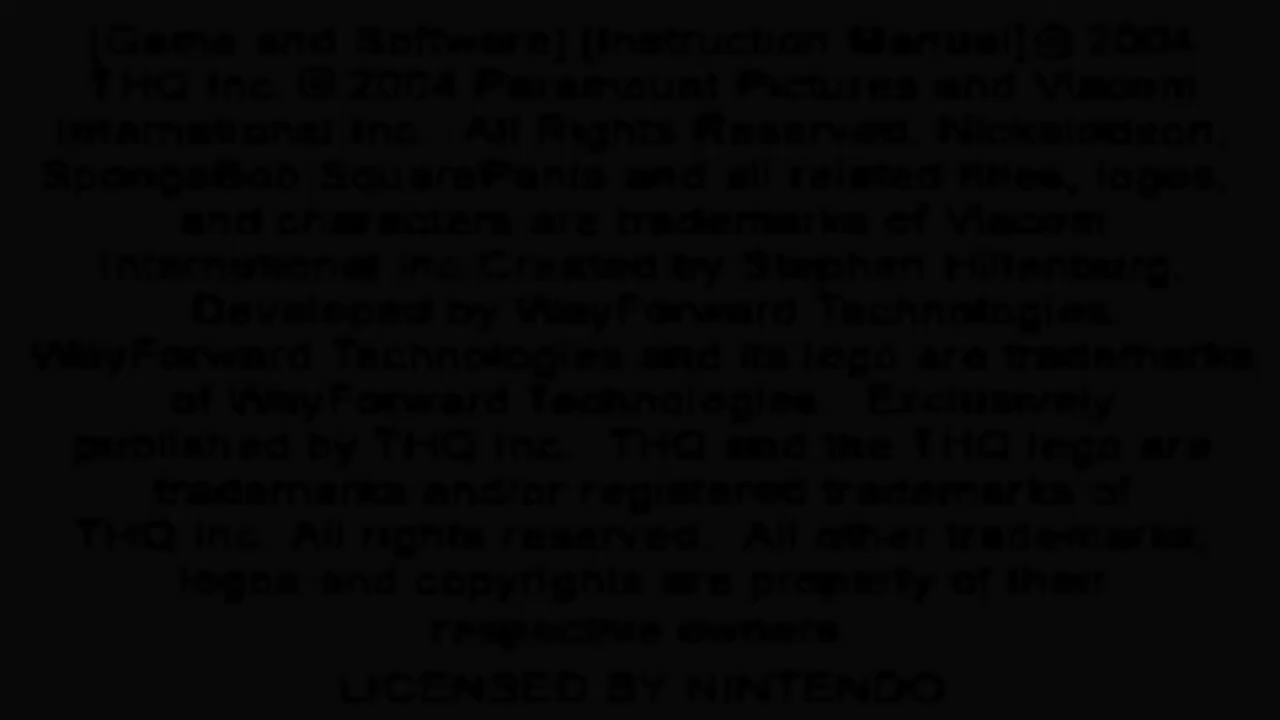 [Game and Software] [Instruction Manual] © 2004
THQ Inc. © 2004 Paramount Pictures and Viacom
International Inc. All Rights Reserved. Nickelodeon,
SpongeBob SquarePants and all related titles, logos,
and characters are trademarks of Viacom
International Inc. Created by Stephen Hillenburg.
Developed by WayForward Technologies.
WayForward Technologies and its logo are trademarks
of WayForward Technologies. Exclusively
published by THQ Inc. THQ and the THQ logo are
trademarks and/or registered trademarks of
THQ Inc. All rights reserved. All other trademarks,
logos and copyrights are property of their
respective owners.
LICENSED BY NINTENDO